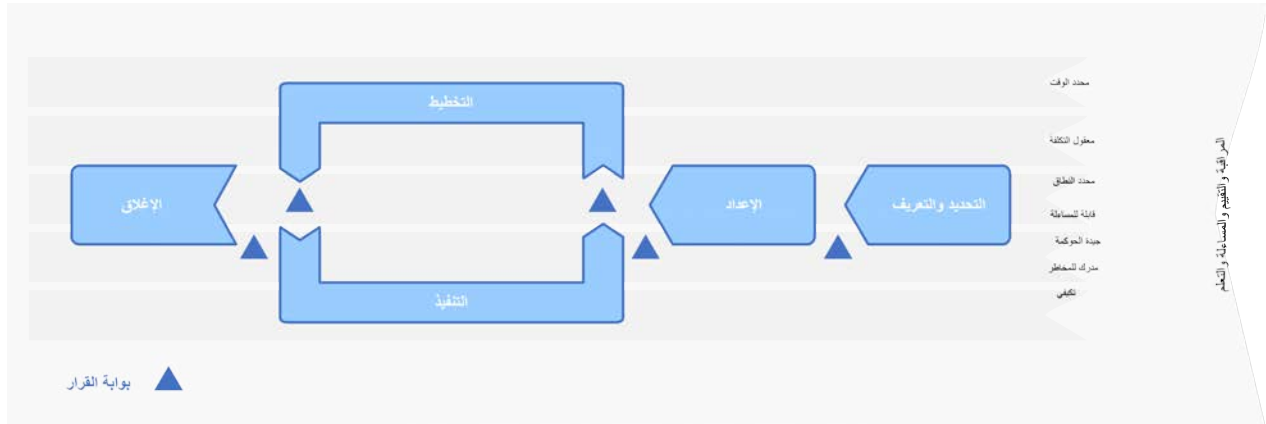 المراقبة والتقييم والمساءلة والتعلم
محدد الوقت
معقول التكلفة
محدد النطاق
قابلة للمساءلة
جيدة الحوكمة
مدرك للمخاطر
تكيفي
التحديد والتعريف
الإعداد
التخطيط
التنفيذ
الإغلاق
بوابة القرار